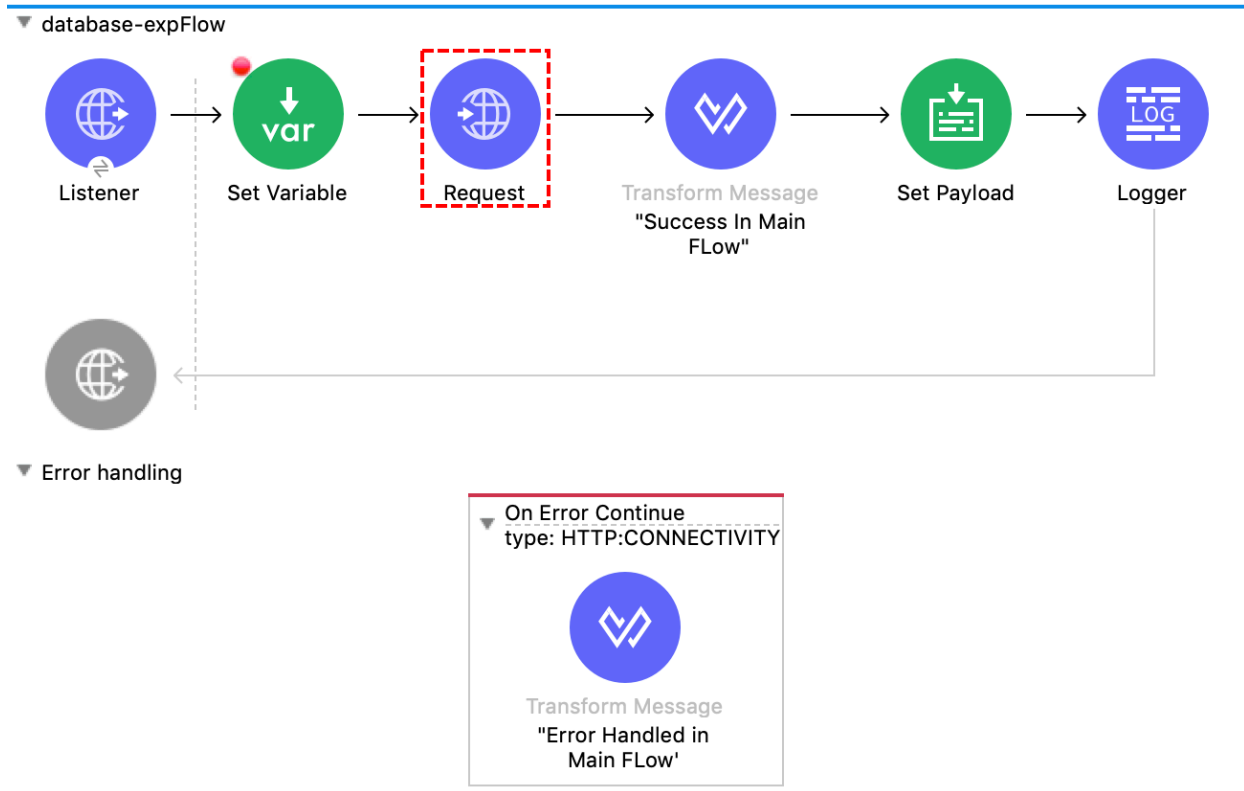 database-expFlow
var
LOG
Listener
Set Variable
Request
Transform Message
"Success In Main
FLow"
Set Payload
Logger
Error handling
On Error Continue
type: HTTP:CONNECTIVITY
Transform Message
"Error Handled in
Main FLow'